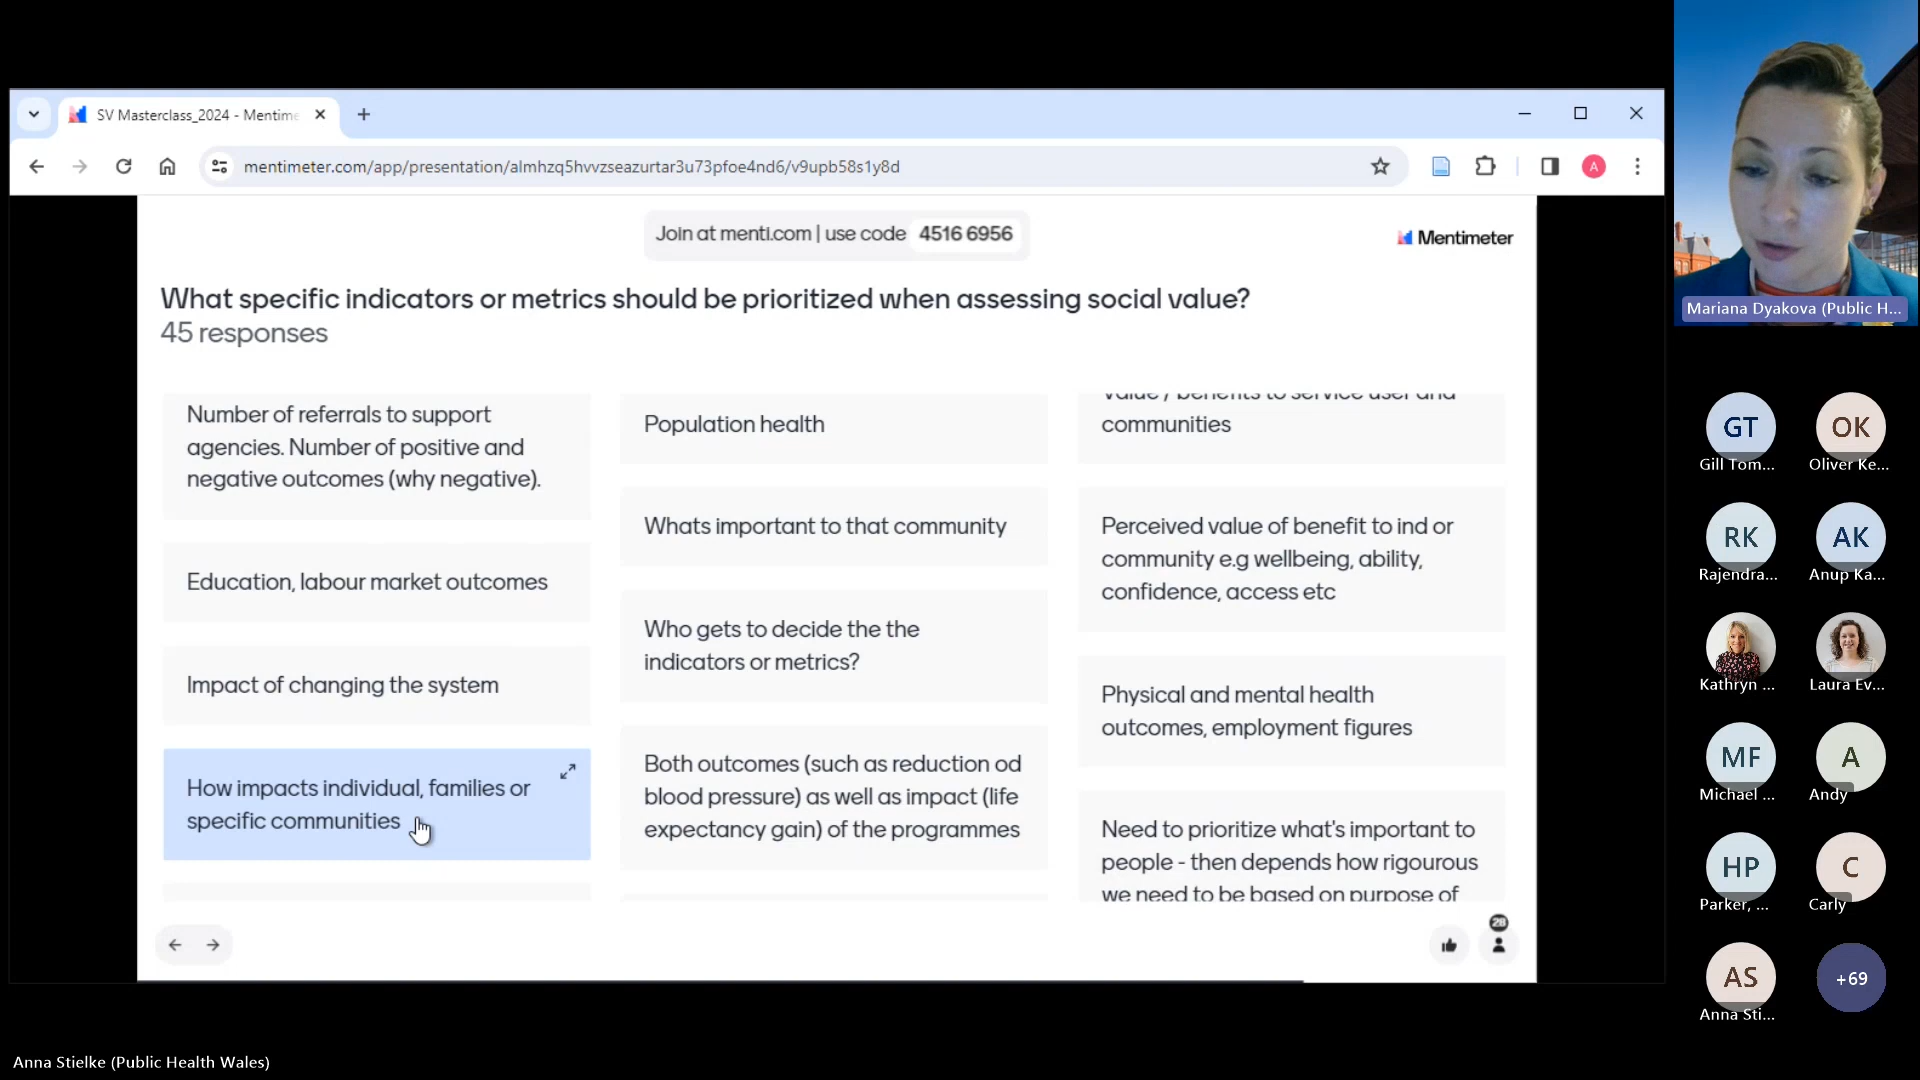 SV Masterclass_2024 - Mentime
mentimeter.com/app/presentation/almhzq5hvvzseazurtar3u73pfoe4nd6/v9upb58s1y8d
A
Join at menti.com | use code 4516 6956
Mentimeter
What specific indicators or metrics should be prioritized when assessing social value?
45 responses
Number of referrals to support
agencies. Number of positive and
negative outcomes (why negative).
Education, labour market outcomes
Impact of changing the system
How impacts individual, families or
specific communities
Population health
Whats important to that community
Who gets to decide the the
indicators or metrics?
Both outcomes (such as reduction od
blood pressure) as well as impact (life
expectancy gain) of the programmes
Value / benefits to service user and
communities
Perceived value of benefit to ind or
community e.g wellbeing, ability,
confidence, access etc
Physical and mental health
outcomes, employment figures
Need to prioritize what's important to
people - then depends how rigourous
we need to be based on purpose of
28
Mariana Dyakova (Public H...
GT
Gill Tom...
OK
Oliver Ke...
RK
Rajendra...
AK
Anup Ka...
Kathryn ...
Laura Ev...
MF
Michael ...
A
Andy
HP
Parker, ...
C
Carly
AS
Anna Sti...
+69
Anna Stielke (Public Health Wales)